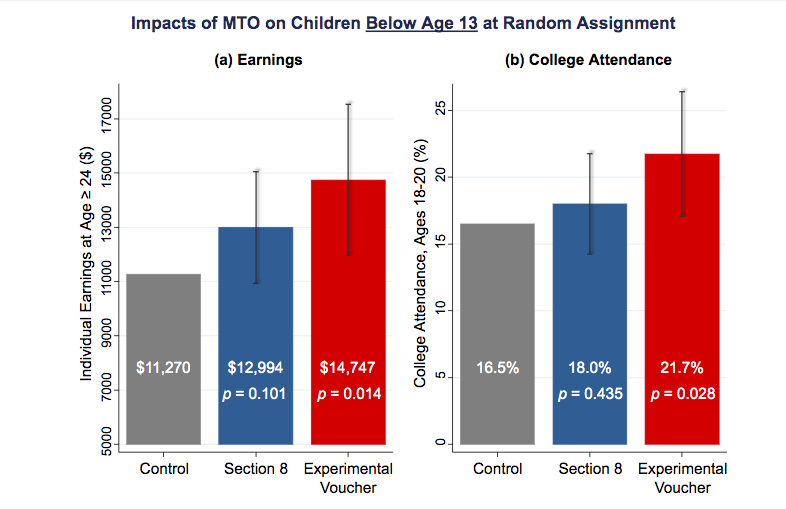 Impacts of MTO on Children Below Age 13 at Random Assignment
(a) Earnings
Individual Earnings at Age ≥ 24 ($)
17000
15000
13000
11000
9000
7000
5000
$11,270
$12,994
p = 0.101
$14,747
p = 0.014
Control
Section 8
Experimental
Voucher
(b) College Attendance
College Attendance, Ages 18-20 (%)
25
20
15
10
5
0
16.5%
18.0%
p = 0.435
21.7%
p = 0.028
Control
Section 8
Experimental
Voucher